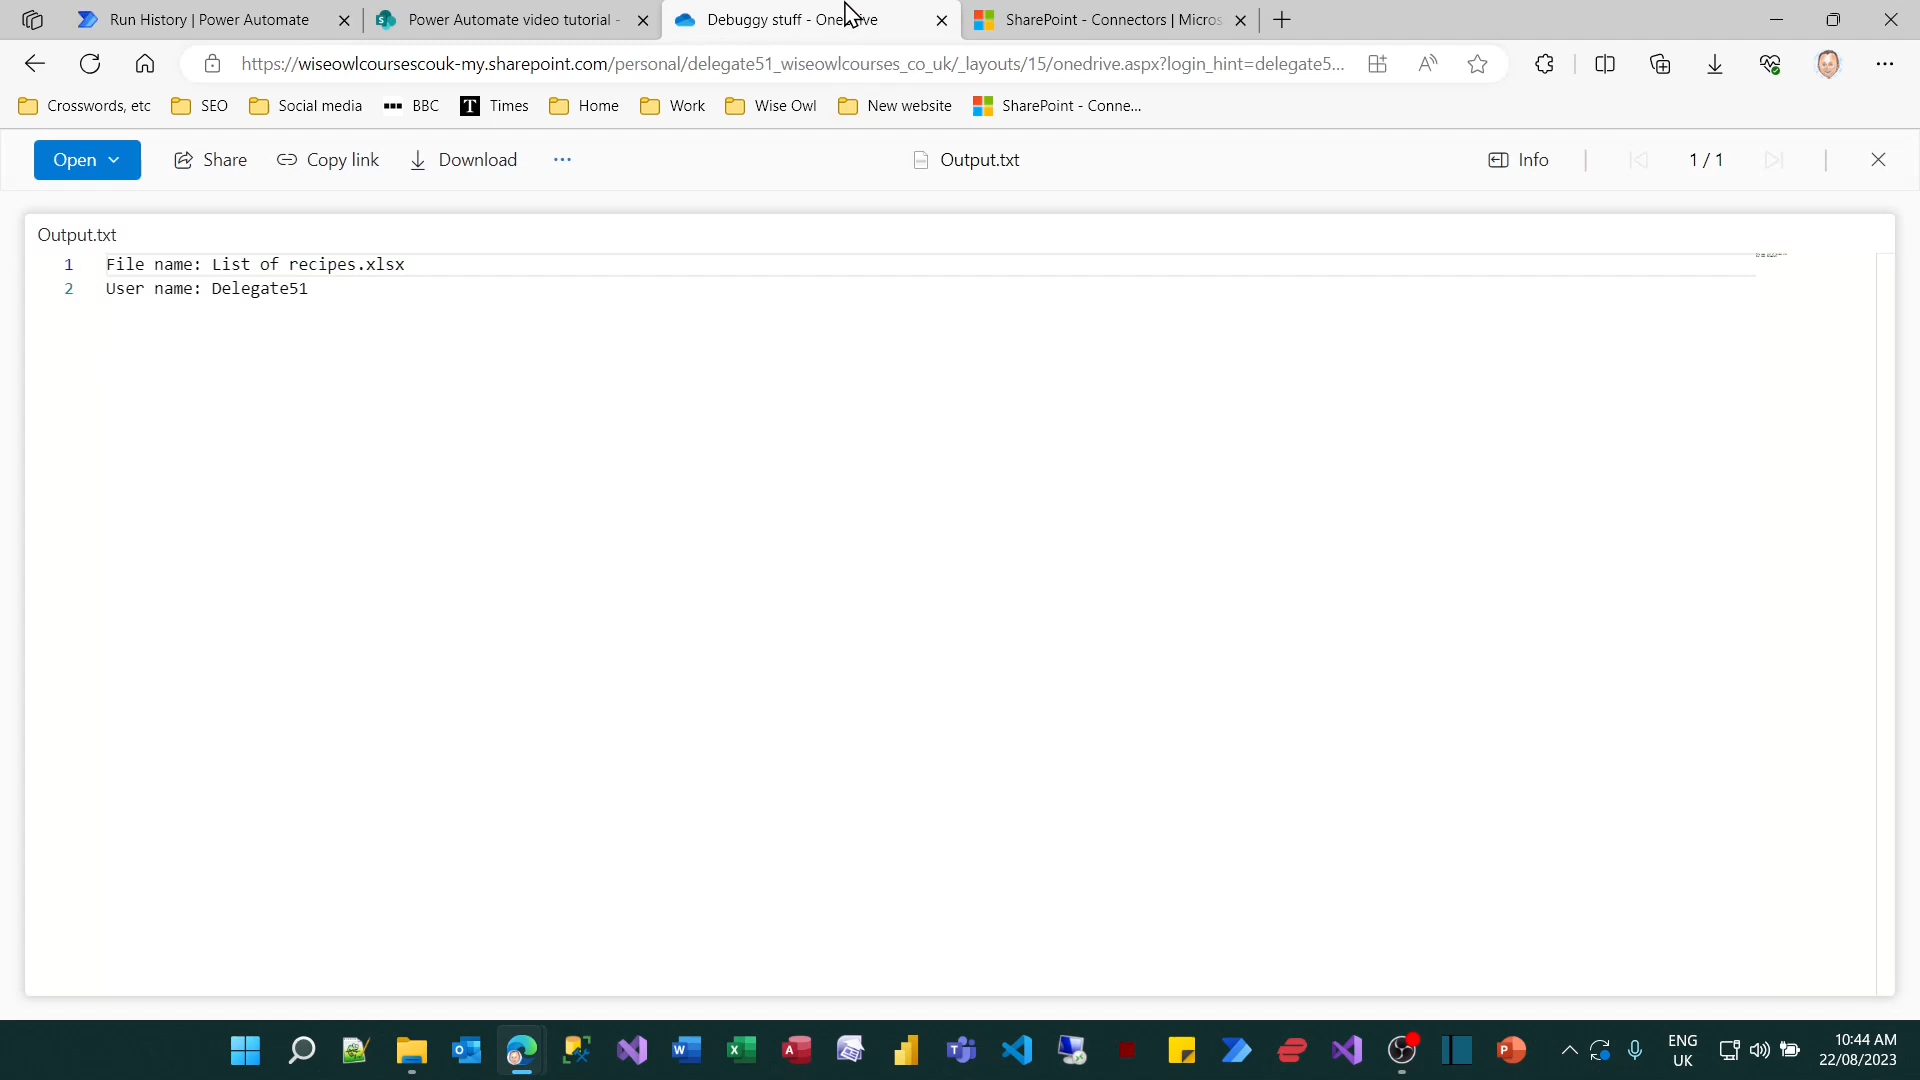 Run History | Power Automate
Power Automate video tutorial -
Debuggy stuff -
SharePoint - Connectors | Micros
https://wiseowlcoursescouk-my.sharepoint.com/personal/delegate51_wiseowlcourses_co_uk/_layouts/15/onedrive.aspx?login_hint=delegate5...
Crosswords, etc SEO Social media BBC T Times Home Work Wise Owl New website SharePoint - Conne...
Open Share Copy link Download ... Output.txt Info 1 / 1
Output.txt
1 File name: List of recipes.xlsx
2 User name: Delegate51
ENG
UK
10:44 AM
22/08/2023